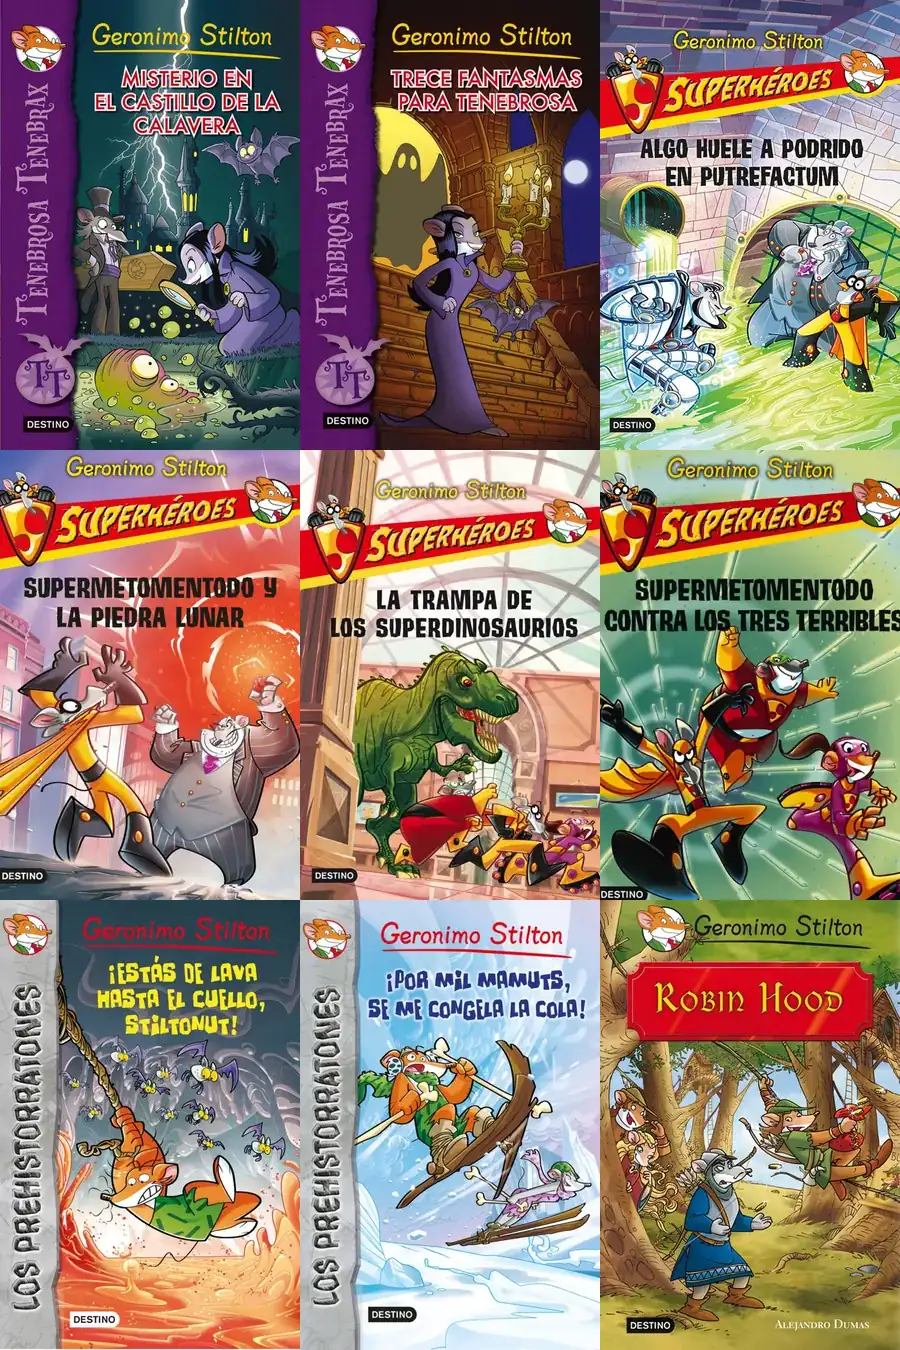 Geronimo Stilton
MISTERIO EN
EL CASTILLO DE LA
CALAVERA
TENEBROSA TENEBRAX
TT
DESTINO
Geronimo Stilton
TRECE FANTASMAS
PARA TENEBROSA
TENEBROSA TENEBRAX
TT
DESTINO
Geronimo Stilton
SUPERHÉROES
ALGO HUELE A PODRIDO
EN PUTREFACTUM
DESTINO
Geronimo Stilton
SUPERHÉROES
SUPERMETOMENTODO Y
LA PIEDRA LUNAR
DESTINO
Geronimo Stilton
SUPERHÉROES
LA TRAMPA DE
LOS SUPERDINOSAURIOS
DESTINO
Geronimo Stilton
SUPERHÉROES
SUPERMETOMENTODO
CONTRA LOS TRES TERRIBLES
DESTINO
Geronimo Stilton
¡ESTÁS DE LAVA
HASTA EL CUELLO,
STILTONUT!
LOS PREHISTORRATONES
DESTINO
Geronimo Stilton
¡POR MIL MAMUTS,
SE ME CONGELA LA COLA!
LOS PREHISTORRATONES
DESTINO
Geronimo Stilton
ROBIN HOOD
DESTINO
ALEJANDRO DUMAS